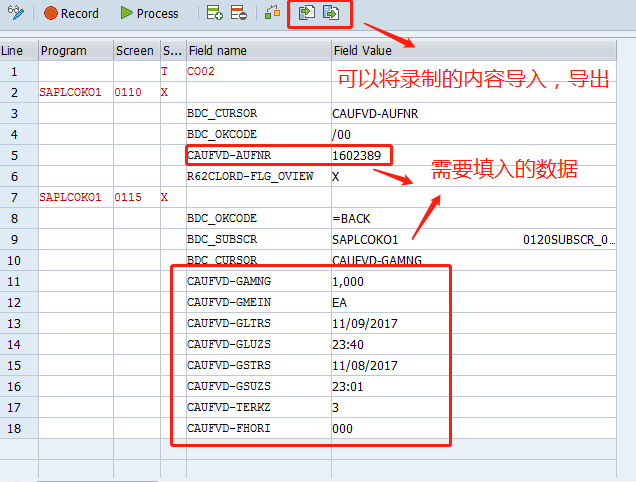 Record Process
Line Program Screen S... Field name Field Value
1 T CO02
可以将录制的内容导入，导出
2 SAPLCOKO1 0110 X
3 BDC_CURSOR CAUFVD-AUFNR
4 BDC_OKCODE /00
5 CAUFVD-AUFNR 1602389
需要填入的数据
6 R62CLORD-FLG_OVIEW X
7 SAPLCOKO1 0115 X
8 BDC_OKCODE =BACK
9 BDC_SUBSCR SAPLCOKO1 0120SUBSCR_0...
10 BDC_CURSOR CAUFVD-GAMNG
11 CAUFVD-GAMNG 1,000
12 CAUFVD-GMEIN EA
13 CAUFVD-GLTRS 11/09/2017
14 CAUFVD-GLUZS 23:40
15 CAUFVD-GSTRS 11/08/2017
16 CAUFVD-GSUZS 23:01
17 CAUFVD-TERKZ 3
18 CAUFVD-FHORI 000